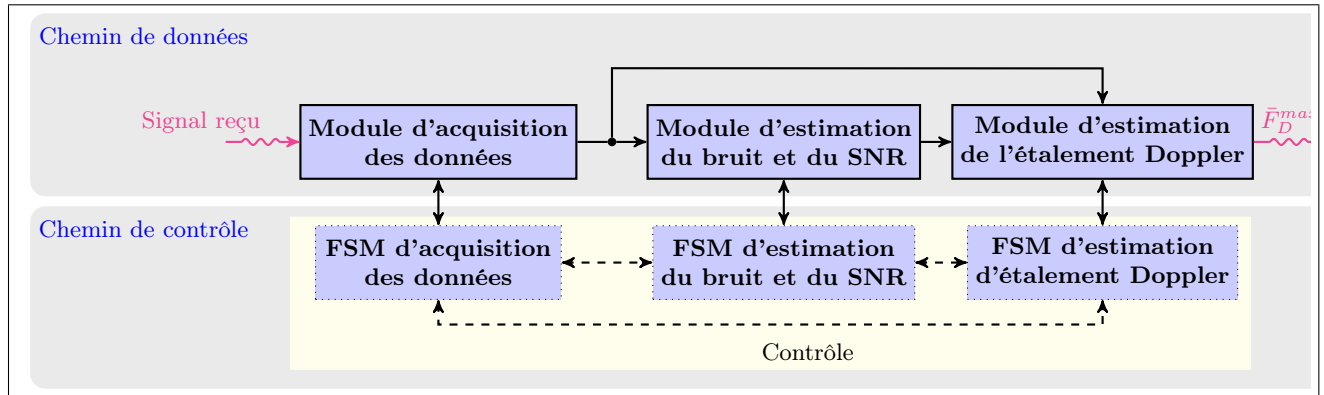 Chemin de données
Signal reçu
Module d'acquisition
des données
Module d'estimation
du bruit et du SNR
Module d'estimation
de l'étalement Doppler
Chemin de contrôle
FSM d'acquisition
des données
FSM d'estimation
du bruit et du SNR
FSM d'estimation
d'étalement Doppler
Contrôle